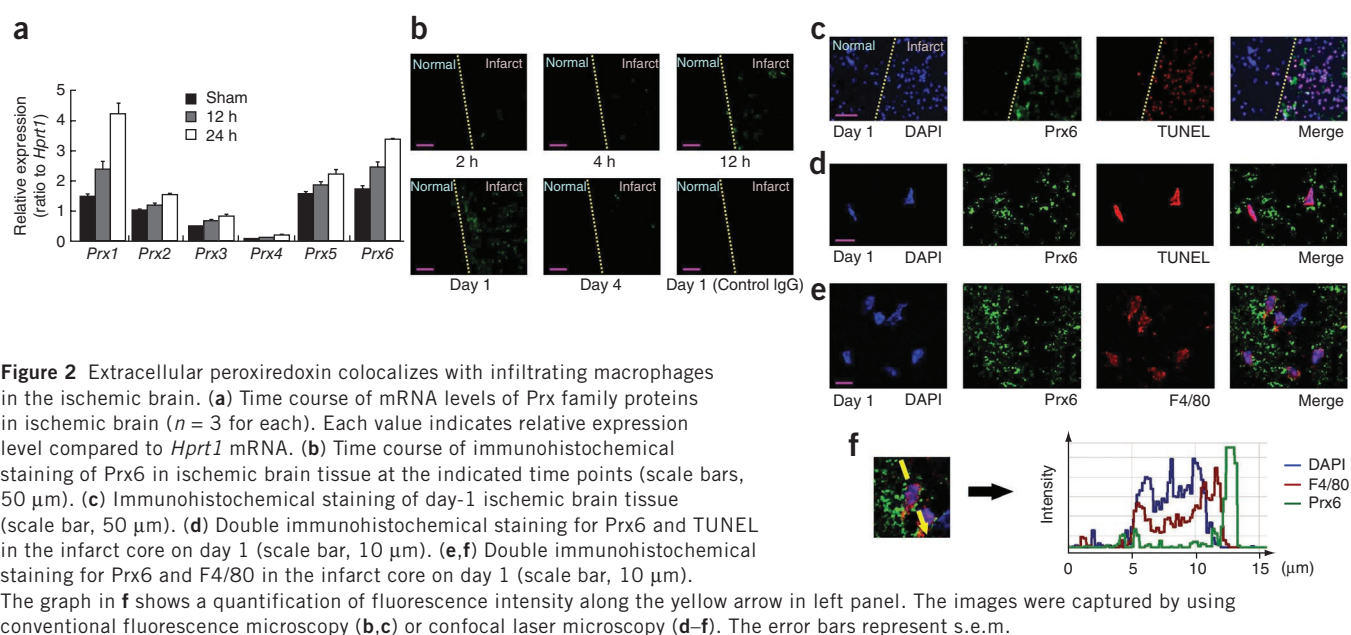 a
Relative expression
(ratio to Hprt1)
5
4
3
2
1
0
Sham
12 h
24 h
Prx1 Prx2 Prx3 Prx4 Prx5 Prx6
b
Normal Infarct Normal Infarct Normal Infarct
2 h 4 h 12 h
Normal Infarct Normal Infarct Normal Infarct
Day 1 Day 4 Day 1 (Control IgG)
c
Normal Infarct
Day 1 DAPI Prx6 TUNEL Merge
d
Day 1 DAPI Prx6 TUNEL Merge
e
Day 1 DAPI Prx6 F4/80 Merge
f
Intensity
DAPI
F4/80
Prx6
0 5 10 15 (μm)
Figure 2 Extracellular peroxiredoxin colocalizes with infiltrating macrophages
in the ischemic brain. (a) Time course of mRNA levels of Prx family proteins
in ischemic brain (n = 3 for each). Each value indicates relative expression
level compared to Hprt1 mRNA. (b) Time course of immunohistochemical
staining of Prx6 in ischemic brain tissue at the indicated time points (scale bars,
50 μm). (c) Immunohistochemical staining of day-1 ischemic brain tissue
(scale bar, 50 μm). (d) Double immunohistochemical staining for Prx6 and TUNEL
in the infarct core on day 1 (scale bar, 10 μm). (e,f) Double immunohistochemical
staining for Prx6 and F4/80 in the infarct core on day 1 (scale bar, 10 μm).
The graph in f shows a quantification of fluorescence intensity along the yellow arrow in left panel. The images were captured by using
conventional fluorescence microscopy (b,c) or confocal laser microscopy (d–f). The error bars represent s.e.m.